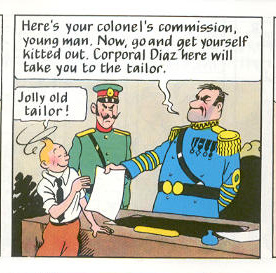 Here's your colonel's commission,
young man. Now, go and get yourself
kitted out. Corporal Diaz here will
take you to the tailor.
Jolly old
tailor!